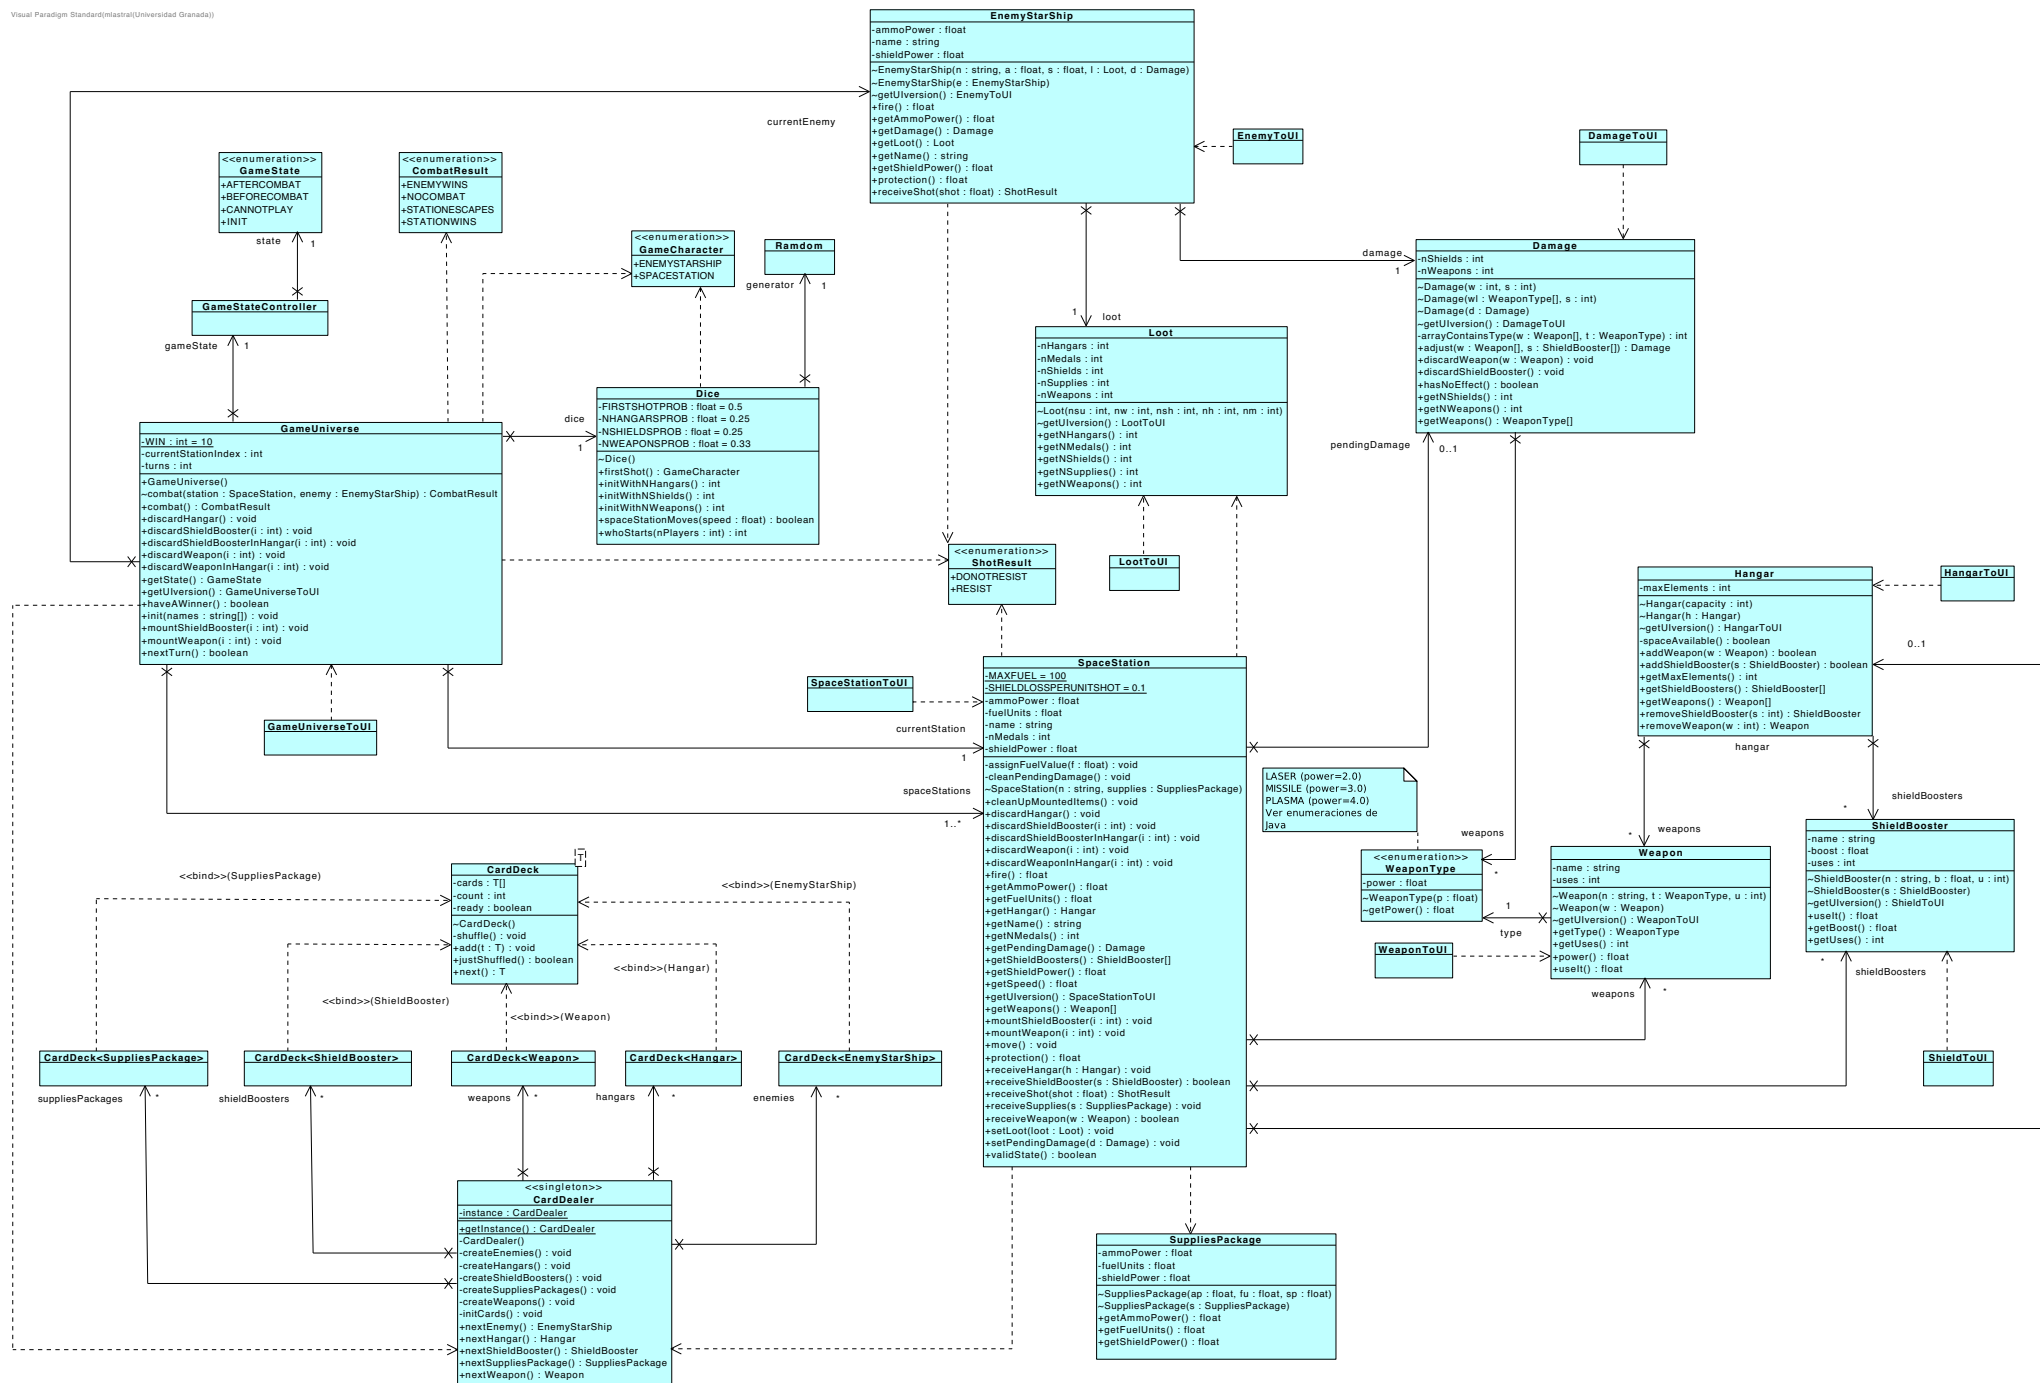 Visual Paradigm Standard(mlastral(Universidad Granada))
EnemyStarShip
-ammoPower : float
-name : string
-shieldPower : float
~EnemyStarShip(n : string, a : float, s : float, l : Loot, d : Damage)
~EnemyStarShip(e : EnemyStarShip)
~getUIversion() : EnemyToUI
+fire() : float
+getAmmoPower() : float
+getDamage() : Damage
+getLoot() : Loot
+getName() : string
+getShieldPower() : float
+protection() : float
+receiveShot(shot : float) : ShotResult
currentEnemy
EnemyToUI
DamageToUI
<<enumeration>>
GameState
+AFTERCOMBAT
+BEFORECOMBAT
+CANNOTPLAY
+INIT
state
1
<<enumeration>>
CombatResult
+ENEMYWINS
+NOCOMBAT
+STATIONESCAPES
+STATIONWINS
<<enumeration>>
GameCharacter
+ENEMYSTARSHIP
+SPACESTATION
Ramdom
generator
1
damage
1
Damage
-nShields : int
-nWeapons : int
~Damage(w : int, s : int)
~Damage(wl : WeaponType[], s : int)
~Damage(d : Damage)
~getUIversion() : DamageToUI
-arrayContainsType(w : Weapon[], t : WeaponType) : int
+adjust(w : Weapon[], s : ShieldBooster[]) : Damage
+discardWeapon(w : Weapon) : void
+discardShieldBooster() : void
+hasNoEffect() : boolean
+getNShields() : int
+getNWeapons() : int
+getWeapons() : WeaponType[]
GameStateController
gameState
1
1
loot
Loot
-nHangars : int
-nMedals : int
-nShields : int
-nSupplies : int
-nWeapons : int
~Loot(nsu : int, nw : int, nsh : int, nh : int, nm : int)
~getUIversion() : LootToUI
+getNHangars() : int
+getNMedals() : int
+getNShields() : int
+getNSupplies() : int
+getNWeapons() : int
Dice
-FIRSTSHOTPROB : float = 0.5
-NHANGARSPROB : float = 0.25
-NSHIELDSPROB : float = 0.25
-NWEAPONSPROB : float = 0.33
~Dice()
+firstShot() : GameCharacter
+initWithNHangars() : int
+initWithNShields() : int
+initWithNWeapons() : int
+spaceStationMoves(speed : float) : boolean
+whoStarts(nPlayers : int) : int
dice
1
GameUniverse
-WIN : int = 10
-currentStationIndex : int
-turns : int
+GameUniverse()
~combat(station : SpaceStation, enemy : EnemyStarShip) : CombatResult
+combat() : CombatResult
+discardHangar() : void
+discardShieldBooster(i : int) : void
+discardShieldBoosterInHangar(i : int) : void
+discardWeapon(i : int) : void
+discardWeaponInHangar(i : int) : void
+getState() : GameState
+getUIversion() : GameUniverseToUI
+haveAWinner() : boolean
+init(names : string[]) : void
+mountShieldBooster(i : int) : void
+mountWeapon(i : int) : void
+nextTurn() : boolean
pendingDamage
0..1
<<enumeration>>
ShotResult
+DONOTRESIST
+RESIST
LootToUI
Hangar
-maxElements : int
~Hangar(capacity : int)
~Hangar(h : Hangar)
~getUIversion() : HangarToUI
-spaceAvailable() : boolean
+addWeapon(w : Weapon) : boolean
+addShieldBooster(s : ShieldBooster) : boolean
+getMaxElements() : int
+getShieldBoosters() : ShieldBooster[]
+getWeapons() : Weapon[]
+removeShieldBooster(s : int) : ShieldBooster
+removeWeapon(w : int) : Weapon
HangarToUI
0..1
hangar
SpaceStationToUI
GameUniverseToUI
currentStation
1
spaceStations
1..*
SpaceStation
-MAXFUEL = 100
-SHIELDLOSSPERUNITSHOT = 0.1
-ammoPower : float
-fuelUnits : float
-name : string
-nMedals : int
-shieldPower : float
-assignFuelValue(f : float) : void
-cleanPendingDamage() : void
~SpaceStation(n : string, supplies : SuppliesPackage)
+cleanUpMountedItems() : void
+discardHangar() : void
+discardShieldBooster(i : int) : void
+discardShieldBoosterInHangar(i : int) : void
+discardWeapon(i : int) : void
+discardWeaponInHangar(i : int) : void
+fire() : float
+getAmmoPower() : float
+getFuelUnits() : float
+getHangar() : Hangar
+getName() : string
+getNMedals() : int
+getPendingDamage() : Damage
+getShieldBoosters() : ShieldBooster[]
+getShieldPower() : float
+getSpeed() : float
+getUIversion() : SpaceStationToUI
+getWeapons() : Weapon[]
+mountShieldBooster(i : int) : void
+mountWeapon(i : int) : void
+move() : void
+protection() : float
+receiveHangar(h : Hangar) : void
+receiveShieldBooster(s : ShieldBooster) : boolean
+receiveShot(shot : float) : ShotResult
+receiveSupplies(s : SuppliesPackage) : void
+receiveWeapon(w : Weapon) : boolean
+setLoot(loot : Loot) : void
+setPendingDamage(d : Damage) : void
+validState() : boolean
LASER (power=2.0)
MISSILE (power=3.0)
PLASMA (power=4.0)
Ver enumeraciones de
Java
weapons
*
<<enumeration>>
WeaponType
-power : float
~WeaponType(p : float)
~getPower() : float
1
type
WeaponToUI
* weapons
Weapon
-name : string
-uses : int
~Weapon(n : string, t : WeaponType, u : int)
~Weapon(w : Weapon)
~getUIversion() : WeaponToUI
+getType() : WeaponType
+getUses() : int
+power() : float
+useIt() : float
weapons
*
shieldBoosters
*
ShieldBooster
-name : string
-boost : float
-uses : int
~ShieldBooster(n : string, b : float, u : int)
~ShieldBooster(s : ShieldBooster)
~getUIversion() : ShieldToUI
+useIt() : float
+getBoost() : float
+getUses() : int
*
shieldBoosters
ShieldToUI
T
CardDeck
-cards : T[]
-count : int
-ready : boolean
~CardDeck()
-shuffle() : void
+add(t : T) : void
+justShuffled() : boolean
+next() : T
<<bind>>(SuppliesPackage)
<<bind>>(EnemyStarShip)
<<bind>>(Hangar)
<<bind>>(ShieldBooster)
<<bind>>(Weapon)
CardDeck<SuppliesPackage>
CardDeck<ShieldBooster>
CardDeck<Weapon>
CardDeck<Hangar>
CardDeck<EnemyStarShip>
suppliesPackages *
shieldBoosters *
weapons *
hangars *
enemies *
<<singleton>>
CardDealer
-instance : CardDealer
+getInstance() : CardDealer
-CardDealer()
-createEnemies() : void
-createHangars() : void
-createShieldBoosters() : void
-createSuppliesPackages() : void
-createWeapons() : void
-initCards() : void
+nextEnemy() : EnemyStarShip
+nextHangar() : Hangar
+nextShieldBooster() : ShieldBooster
+nextSuppliesPackage() : SuppliesPackage
+nextWeapon() : Weapon
SuppliesPackage
-ammoPower : float
-fuelUnits : float
-shieldPower : float
~SuppliesPackage(ap : float, fu : float, sp : float)
~SuppliesPackage(s : SuppliesPackage)
+getAmmoPower() : float
+getFuelUnits() : float
+getShieldPower() : float